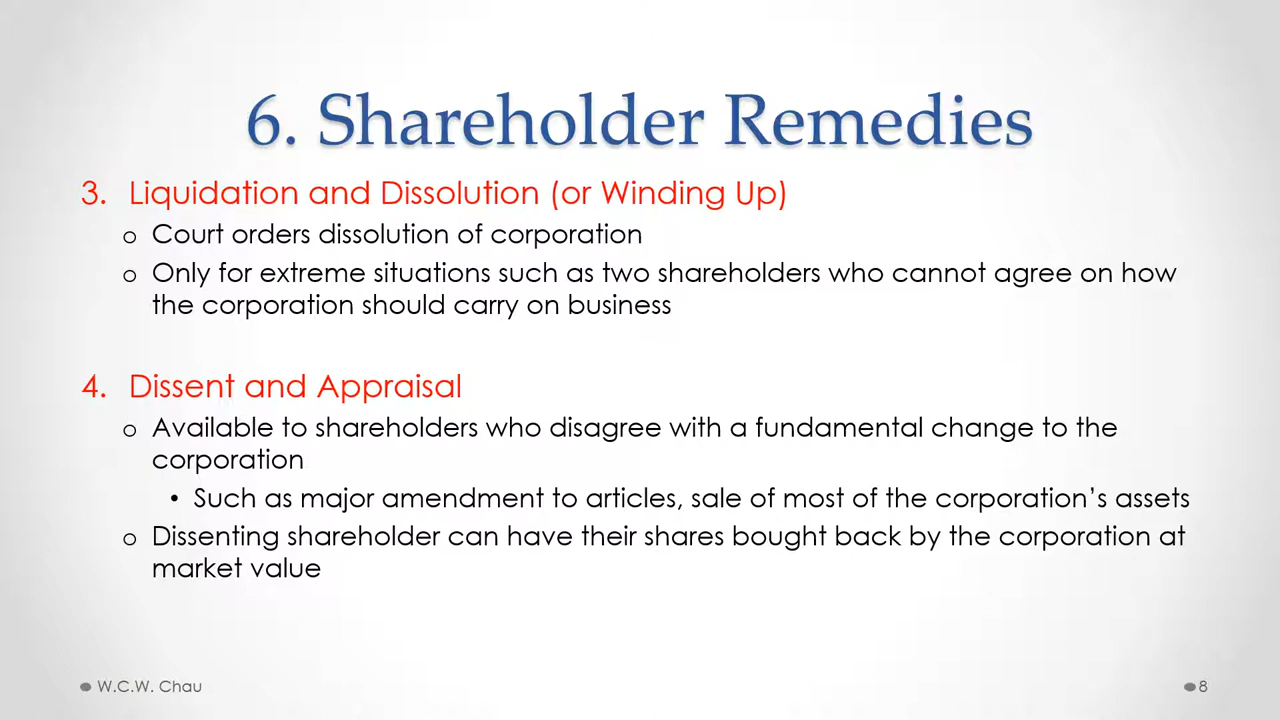 6. Shareholder Remedies
3. Liquidation and Dissolution (or Winding Up)
o Court orders dissolution of corporation
o Only for extreme situations such as two shareholders who cannot agree on how
the corporation should carry on business
4. Dissent and Appraisal
o Available to shareholders who disagree with a fundamental change to the
corporation
• Such as major amendment to articles, sale of most of the corporation’s assets
o Dissenting shareholder can have their shares bought back by the corporation at
market value
W.C.W. Chau
8